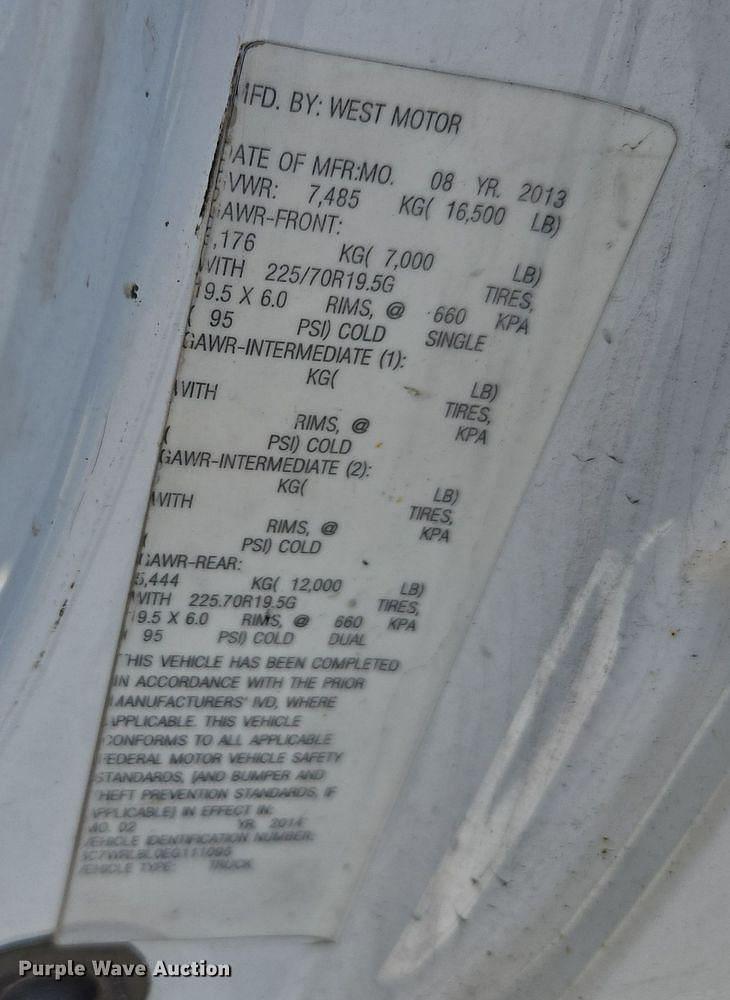 MFD. BY: WEST MOTOR
DATE OF MFR:MO. 08 YR. 2013
GVWR: 7,485 KG( 16,500 LB)
GAWR-FRONT:
,176 KG( 7,000 LB)
WITH 225/70R19.5G TIRES,
19.5 X 6.0 RIMS, @ 660 KPA
( 95 PSI) COLD SINGLE
GAWR-INTERMEDIATE (1):
KG( LB)
WITH TIRES,
RIMS, @ KPA
( PSI) COLD
GAWR-INTERMEDIATE (2):
KG( LB)
WITH TIRES,
RIMS, @ KPA
( PSI) COLD
GAWR-REAR:
5,444 KG( 12,000 LB)
WITH 225.70R19.5G TIRES,
19.5 X 6.0 RIMS, @ 660 KPA
( 95 PSI) COLD DUAL
THIS VEHICLE HAS BEEN COMPLETED
IN ACCORDANCE WITH THE PRIOR
MANUFACTURERS' IVD, WHERE
APPLICABLE. THIS VEHICLE
CONFORMS TO ALL APPLICABLE
FEDERAL MOTOR VEHICLE SAFETY
STANDARDS, [AND BUMPER AND
THEFT PREVENTION STANDARDS, IF
APPLICABLE] IN EFFECT IN:
MO. 02 YR. 2014
VEHICLE IDENTIFICATION NUMBER:
VEHICLE TYPE: TRUCK
Purple Wave Auction